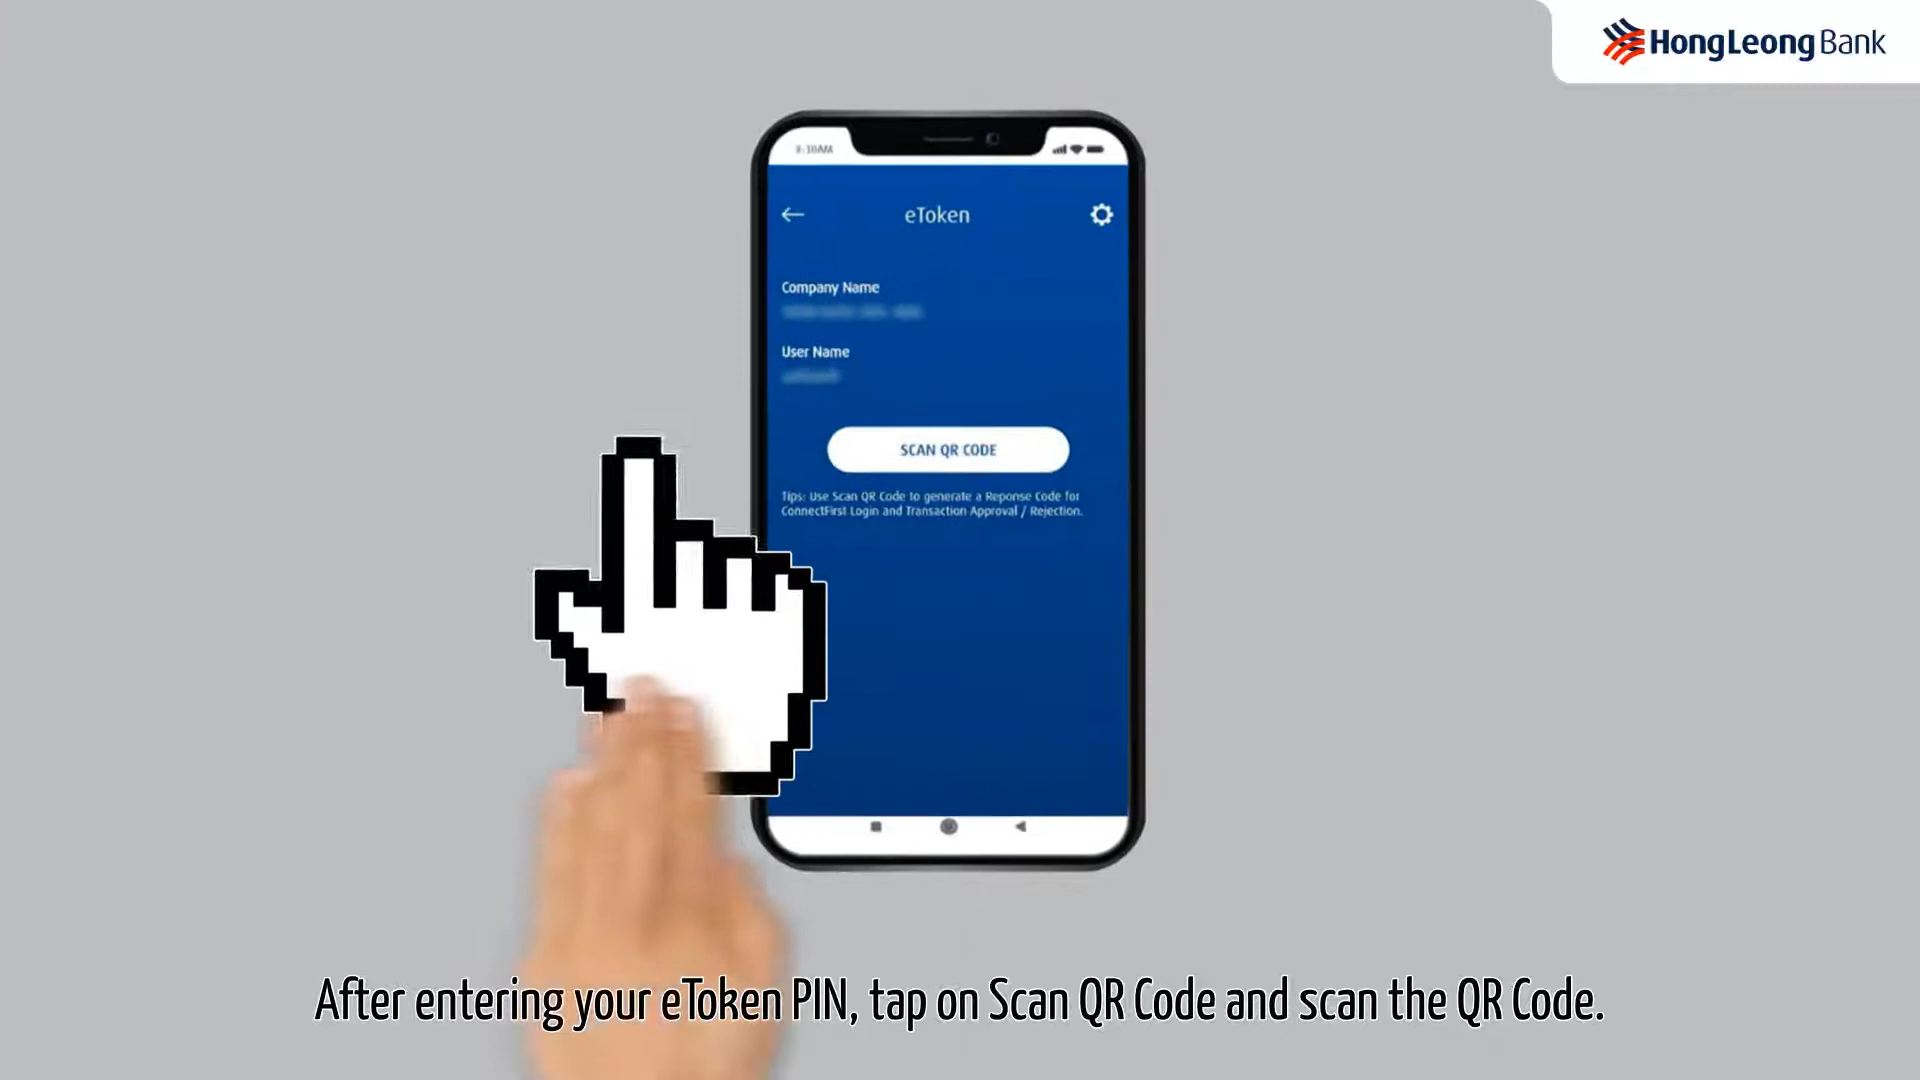 HongLeong Bank
8:10AM
eToken
Company Name
User Name
SCAN QR CODE
Tips: Use Scan QR Code to generate a Reponse Code for
ConnectFirst Login and Transaction Approval / Rejection.
After entering your eToken PIN, tap on Scan QR Code and scan the QR Code.